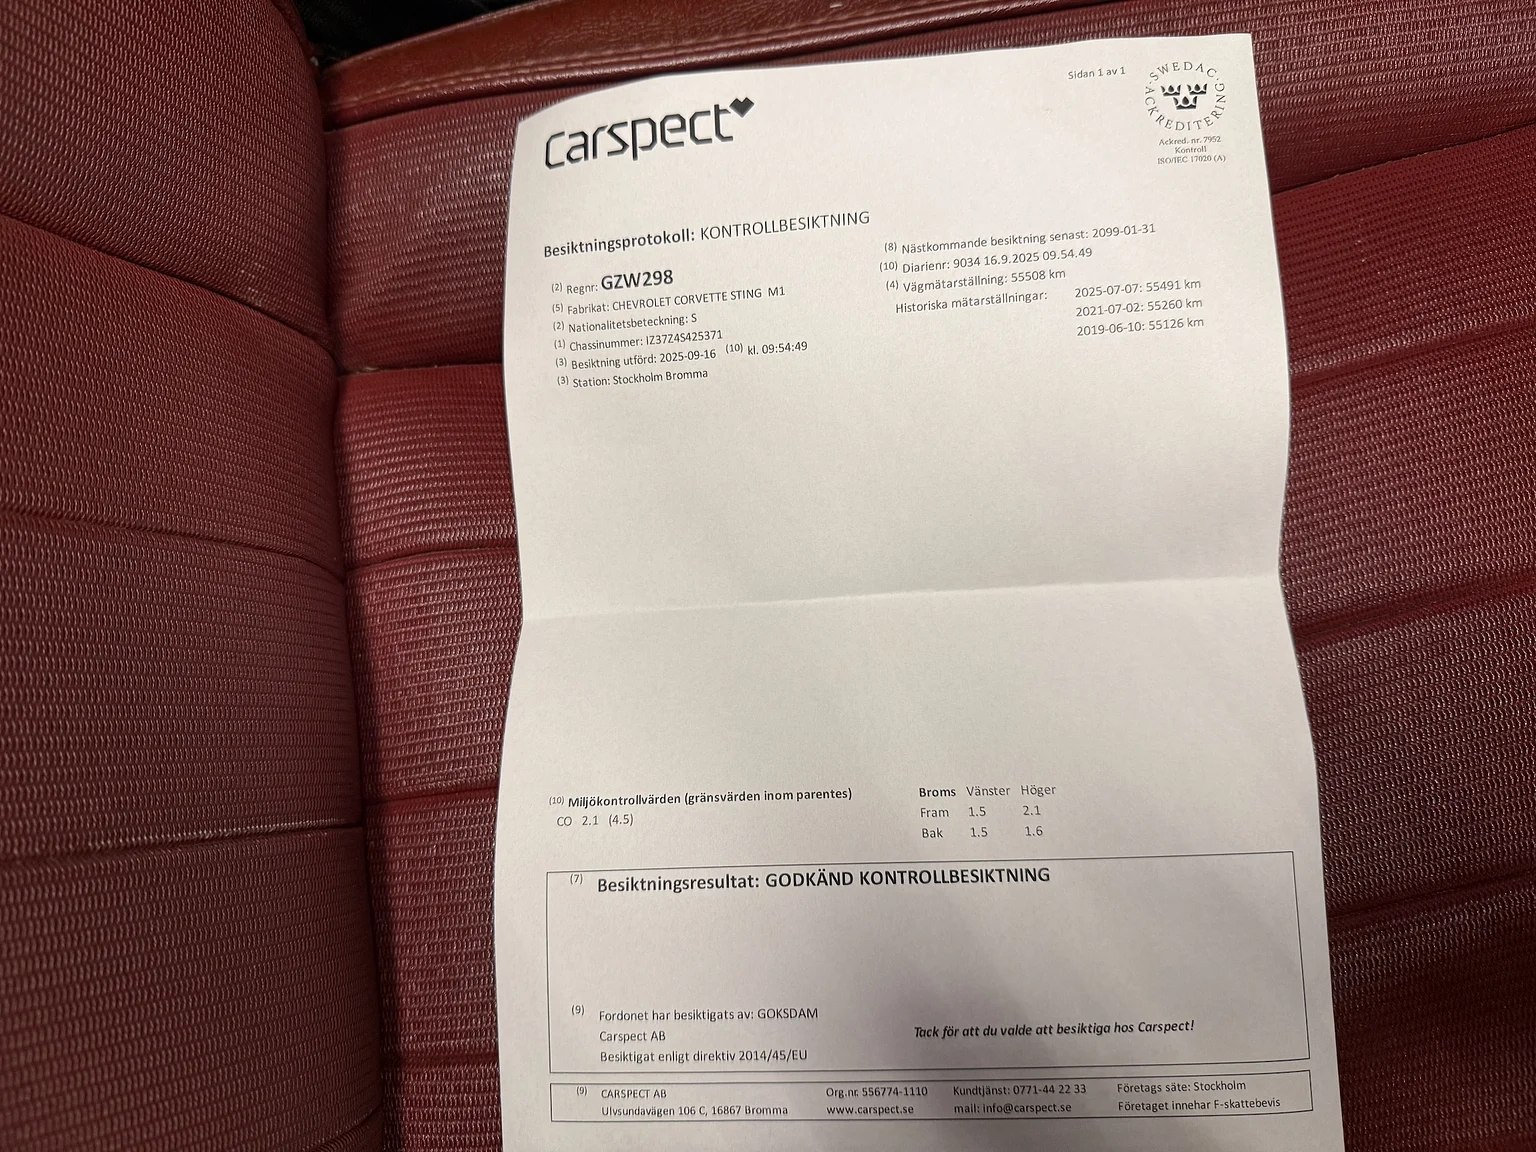 Sidan 1 av 1
SWEDAC
ACKREDITERING
Ackred. nr. 7952
Kontroll
ISO/IEC 17020 (A)
carspect
Besiktningsprotokoll: KONTROLLBESIKTNING
(2) Regnr: GZW298
(5) Fabrikat: CHEVROLET CORVETTE STING M1
(2) Nationalitetsbeteckning: S
(1) Chassinummer: IZ37Z4S425371
(3) Besiktning utförd: 2025-09-16 (10) kl. 09:54:49
(3) Station: Stockholm Bromma
(8) Nästkommande besiktning senast: 2099-01-31
(10) Diarienr: 9034 16.9.2025 09.54.49
(4) Vägmätarställning: 55508 km
Historiska mätarställningar: 2025-07-07: 55491 km
2021-07-02: 55260 km
2019-06-10: 55126 km
(10) Miljökontrollvärden (gränsvärden inom parentes)
CO 2.1 (4.5)
Broms Vänster Höger
Fram 1.5 2.1
Bak 1.5 1.6
(7) Besiktningsresultat: GODKÄND KONTROLLBESIKTNING
(9) Fordonet har besiktigats av: GOKSDAM
Carspect AB
Besiktigat enligt direktiv 2014/45/EU
Tack för att du valde att besiktiga hos Carspect!
(9) CARSPECT AB
Ulvsundavägen 106 C, 16867 Bromma
Org.nr. 556774-1110
www.carspect.se
Kundtjänst: 0771-44 22 33
mail: info@carspect.se
Företags säte: Stockholm
Företaget innehar F-skattebevis